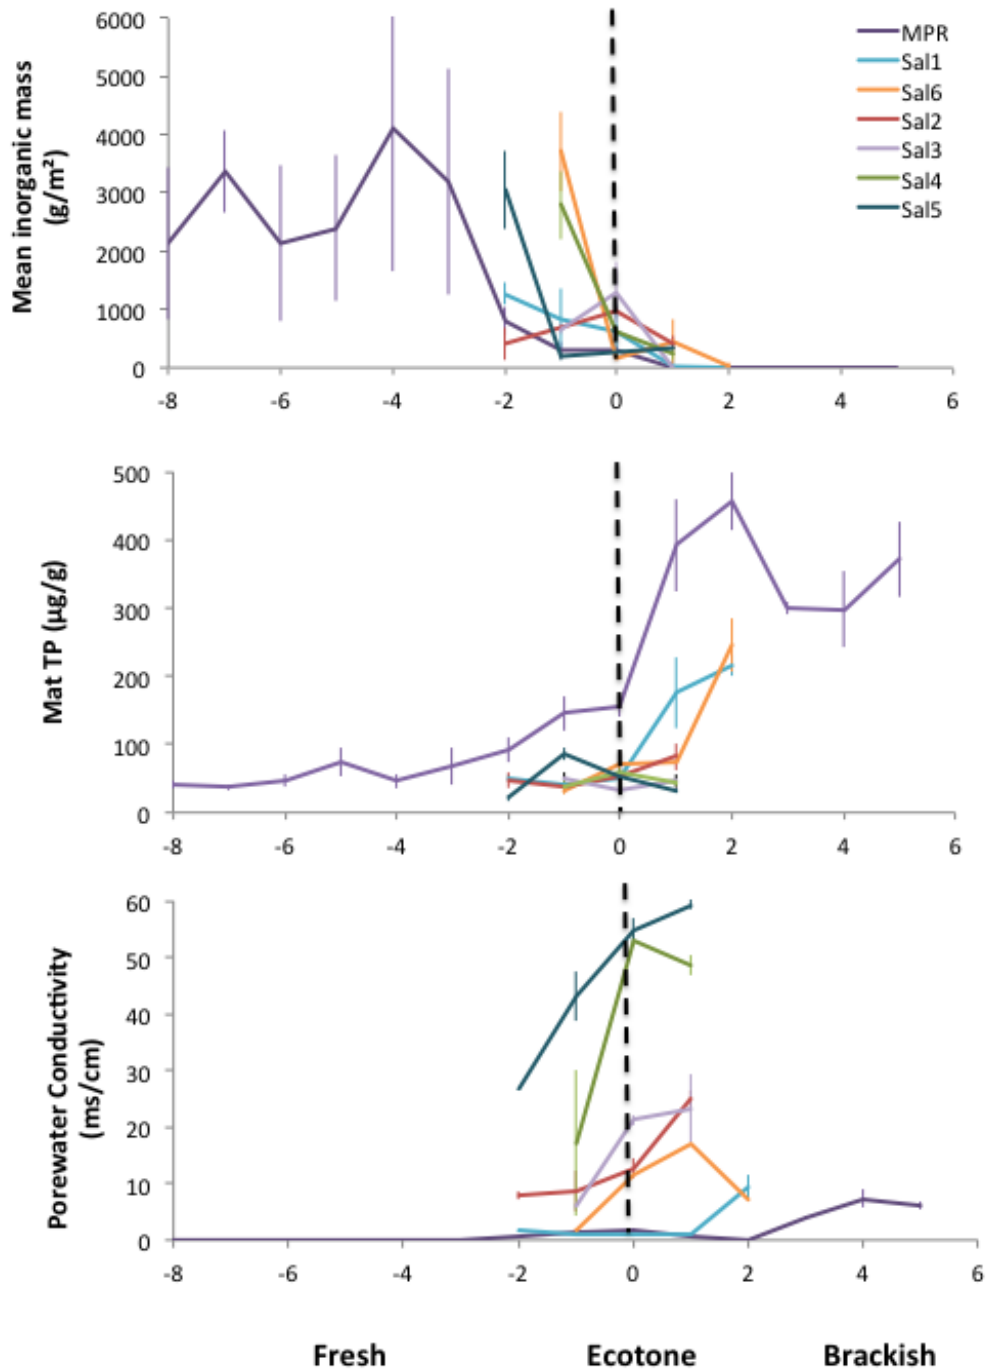 Mean inorganic mass
(g/m²)
6000
5000
4000
3000
2000
1000
0
-8 -6 -4 -2 0 2 4 6
MPR
Sal1
Sal6
Sal2
Sal3
Sal4
Sal5
Mat TP (µg/g)
500
400
300
200
100
0
-8 -6 -4 -2 0 2 4 6
Porewater Conductivity
(ms/cm)
60
50
40
30
20
10
0
-8 -6 -4 -2 0 2 4 6
Fresh Ecotone Brackish